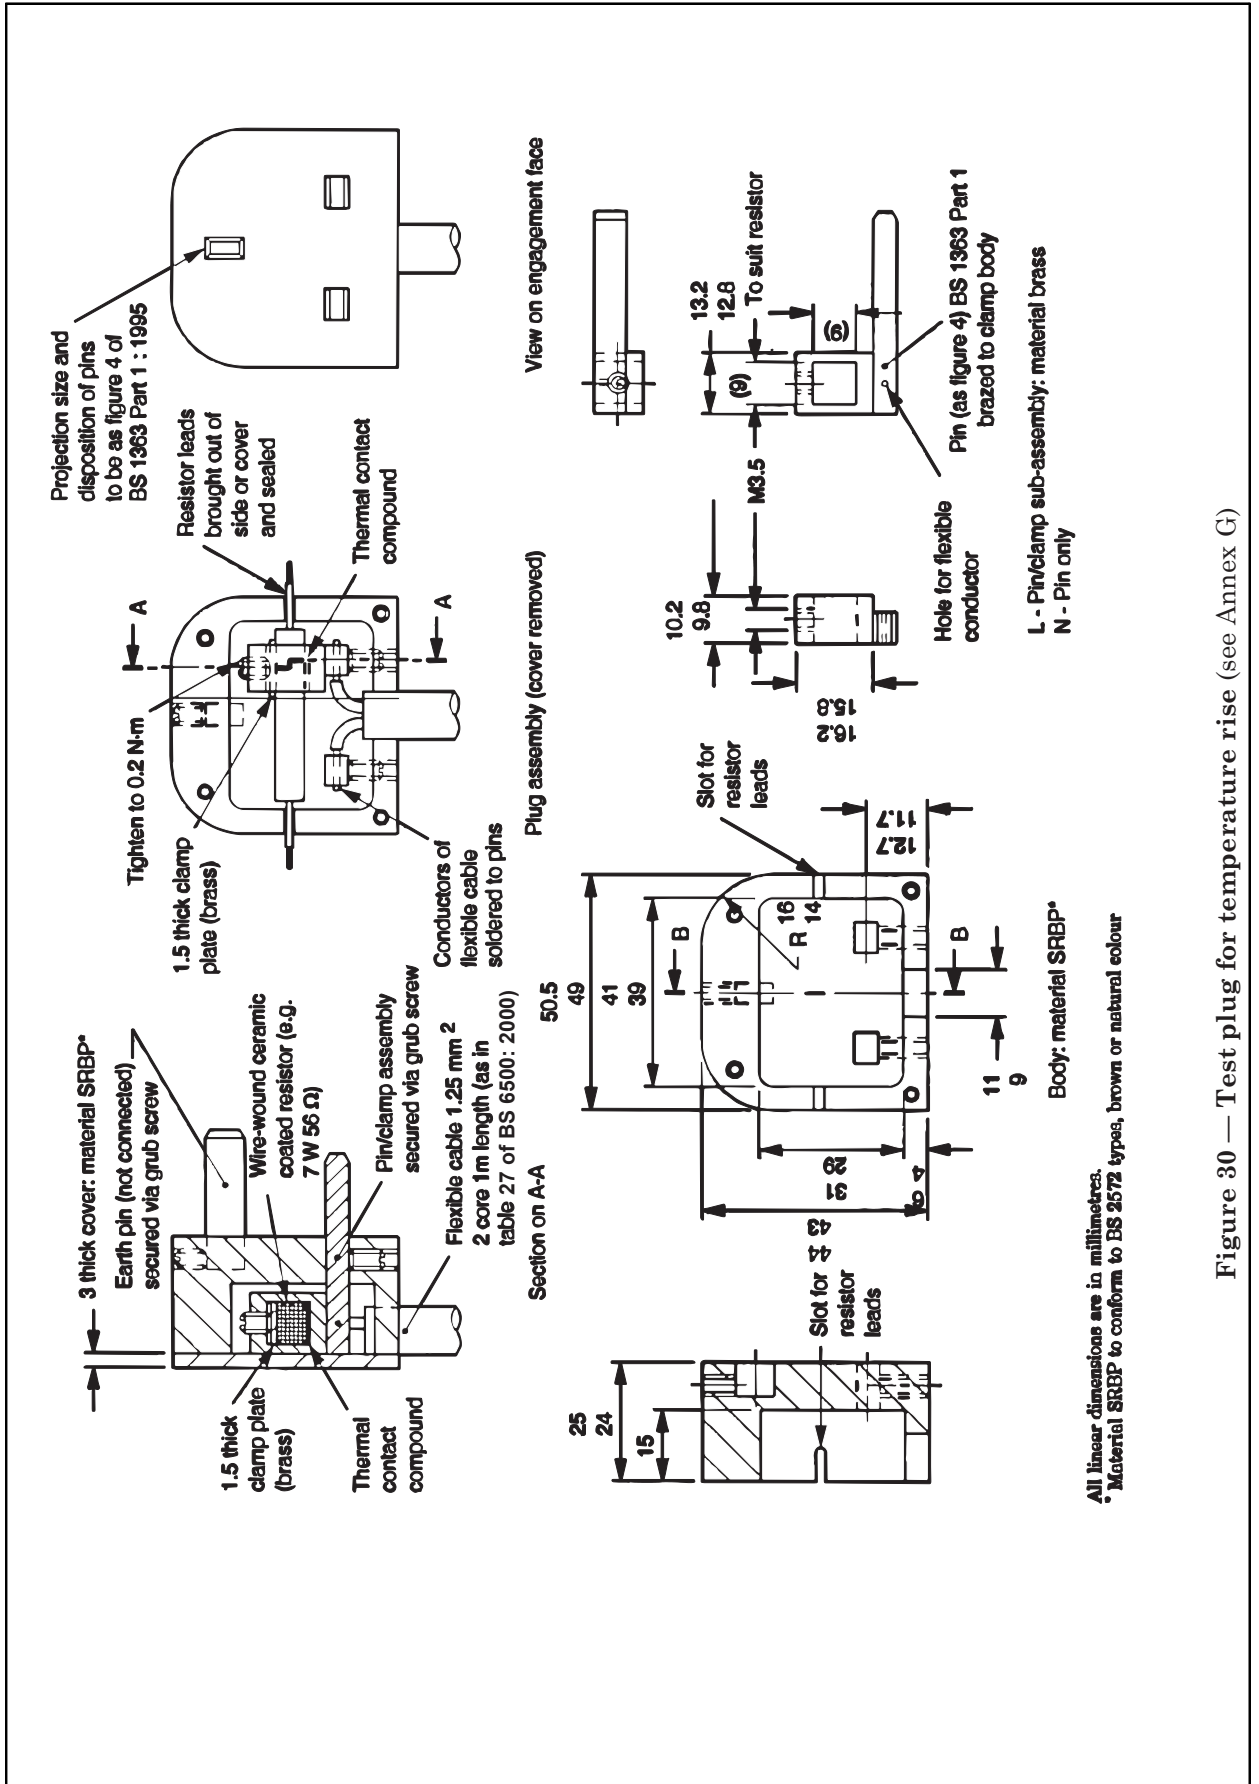 3 thick cover: material SRBP*
Earth pin (not connected)
secured via grub screw
Wire-wound ceramic
coated resistor (e.g.
7 W 56 Ω)
Pin/clamp assembly
secured via grub screw
Flexible cable 1.25 mm 2
2 core 1m length (as in
table 27 of BS 6500: 2000)
1.5 thick
clamp plate
(brass)
Thermal
contact
compound
Section on A-A
Tighten to 0.2 N·m
1.5 thick clamp
plate (brass)
Conductors of
flexible cable
soldered to pins
A
A
Resistor leads
brought out of
side or cover
and sealed
Thermal contact
compound
Plug assembly (cover removed)
Projection size and
disposition of pins
to be as figure 4 of
BS 1363 Part 1 : 1995
View on engagement face
25
24
15
Slot for
resistor
leads
50.5
49
41
39
B
B
R
16
14
44
43
31
29
6
4
12.7
11.7
11
9
Slot for
resistor
leads
Body: material SRBP*
10.2
9.8
16.2
15.8
M3.5
13.2
12.8
(9)
To suit resistor
(9)
Hole for flexible
conductor
Pin (as figure 4) BS 1363 Part 1
brazed to clamp body
L - Pin/clamp sub-assembly: material brass
N - Pin only
All linear dimensions are in millimetres.
* Material SRBP to conform to BS 2572 types, brown or natural colour
Figure 30 — Test plug for temperature rise (see Annex G)